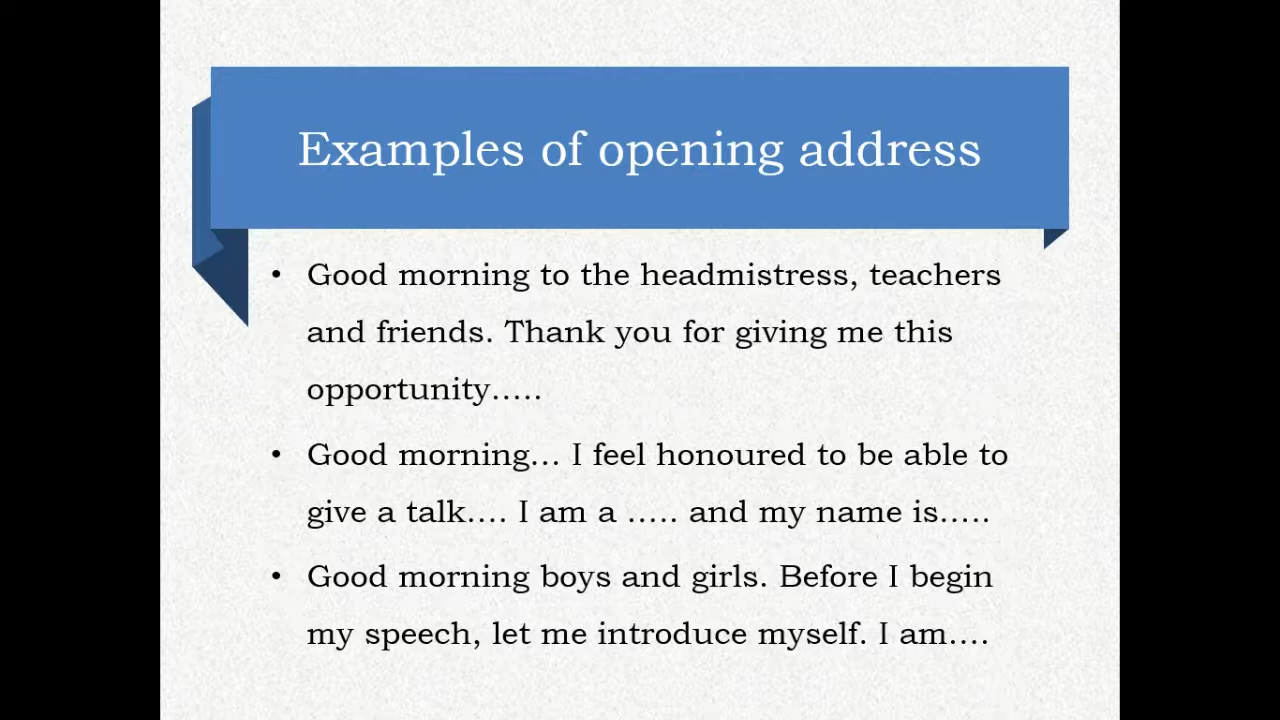 Examples of opening address
• Good morning to the headmistress, teachers
and friends. Thank you for giving me this
opportunity.....
• Good morning... I feel honoured to be able to
give a talk.... I am a ..... and my name is.....
• Good morning boys and girls. Before I begin
my speech, let me introduce myself. I am....